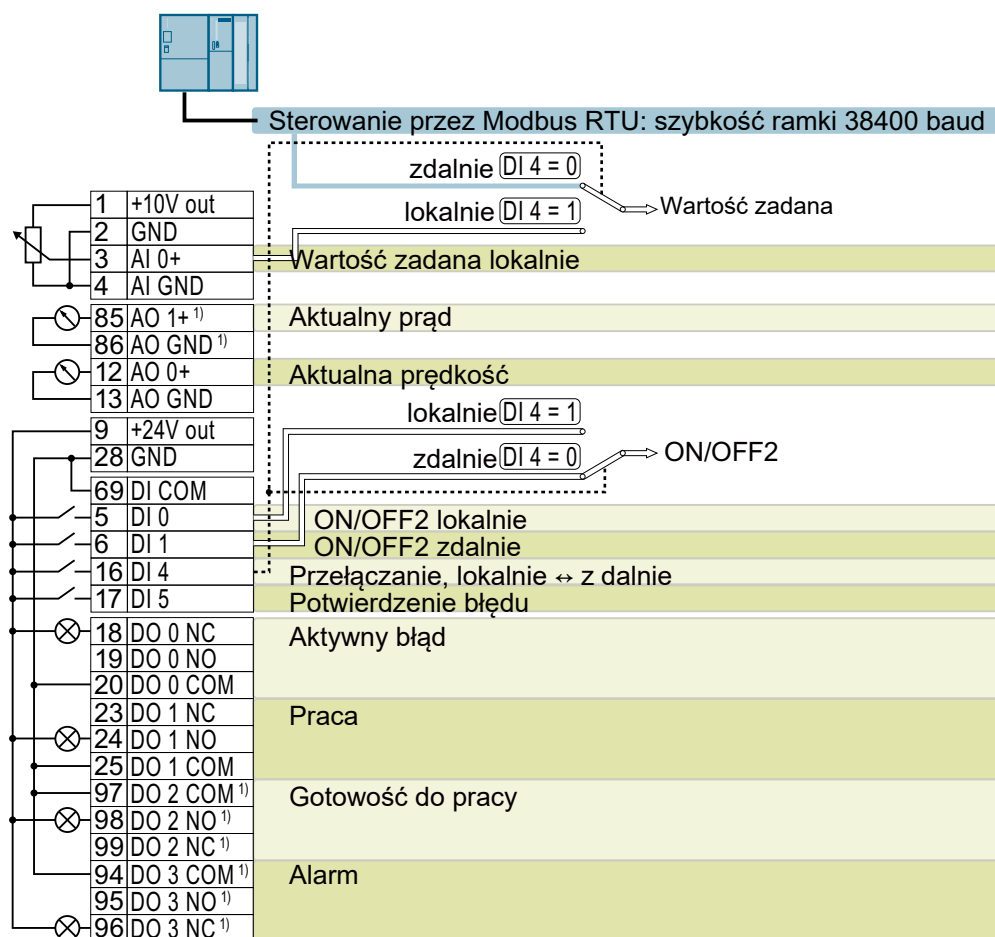 Sterowanie przez Modbus RTU: szybkość ramki 38400 baud
zdalnie DI 4 = 0
Wartość zadana
lokalnie DI 4 = 1
1 +10V out
2 GND
3 AI 0+ Wartość zadana lokalnie
4 AI GND
85 AO 1+ 1) Aktualny prąd
86 AO GND 1)
12 AO 0+ Aktualna prędkość
13 AO GND
lokalnie DI 4 = 1
9 +24V out
28 GND
zdalnie DI 4 = 0
ON/OFF2
69 DI COM
5 DI 0 ON/OFF2 lokalnie
6 DI 1 ON/OFF2 zdalnie
16 DI 4 Przełączanie, lokalnie ↔ z dalnie
17 DI 5 Potwierdzenie błędu
18 DO 0 NC Aktywny błąd
19 DO 0 NO
20 DO 0 COM
23 DO 1 NC Praca
24 DO 1 NO
25 DO 1 COM
97 DO 2 COM 1) Gotowość do pracy
98 DO 2 NO 1)
99 DO 2 NC 1)
94 DO 3 COM 1) Alarm
95 DO 3 NO 1)
96 DO 3 NC 1)